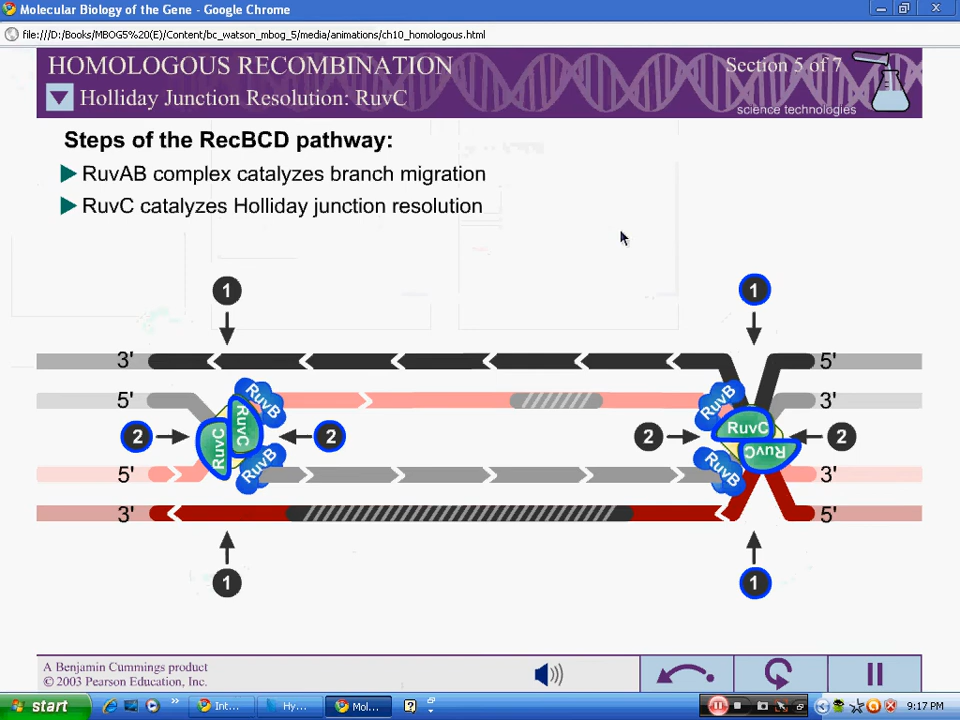 Molecular Biology of the Gene - Google Chrome
file:///D:/Books/MBOG5%20(E)/Content/bc_watson_mbog_5/media/animations/ch10_homologous.html
HOMOLOGOUS RECOMBINATION
Section 5 of 7
Holliday Junction Resolution: RuvC
science technologies
Steps of the RecBCD pathway:
RuvAB complex catalyzes branch migration
RuvC catalyzes Holliday junction resolution
1 1
3' 5'
5' RuvB RuvB 3'
2 RuvC RuvC 2 2 RuvC RuvC 2
5' RuvB RuvB 3'
3' 5'
1 1
A Benjamin Cummings product
© 2003 Pearson Education, Inc.
start Int... Hy... Mol... 9:17 PM